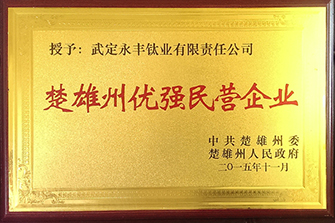 授予：武定永丰钛业有限责任公司
楚雄州优强民营企业
中共楚雄州委
楚雄州人民政府
二〇一五年十一月